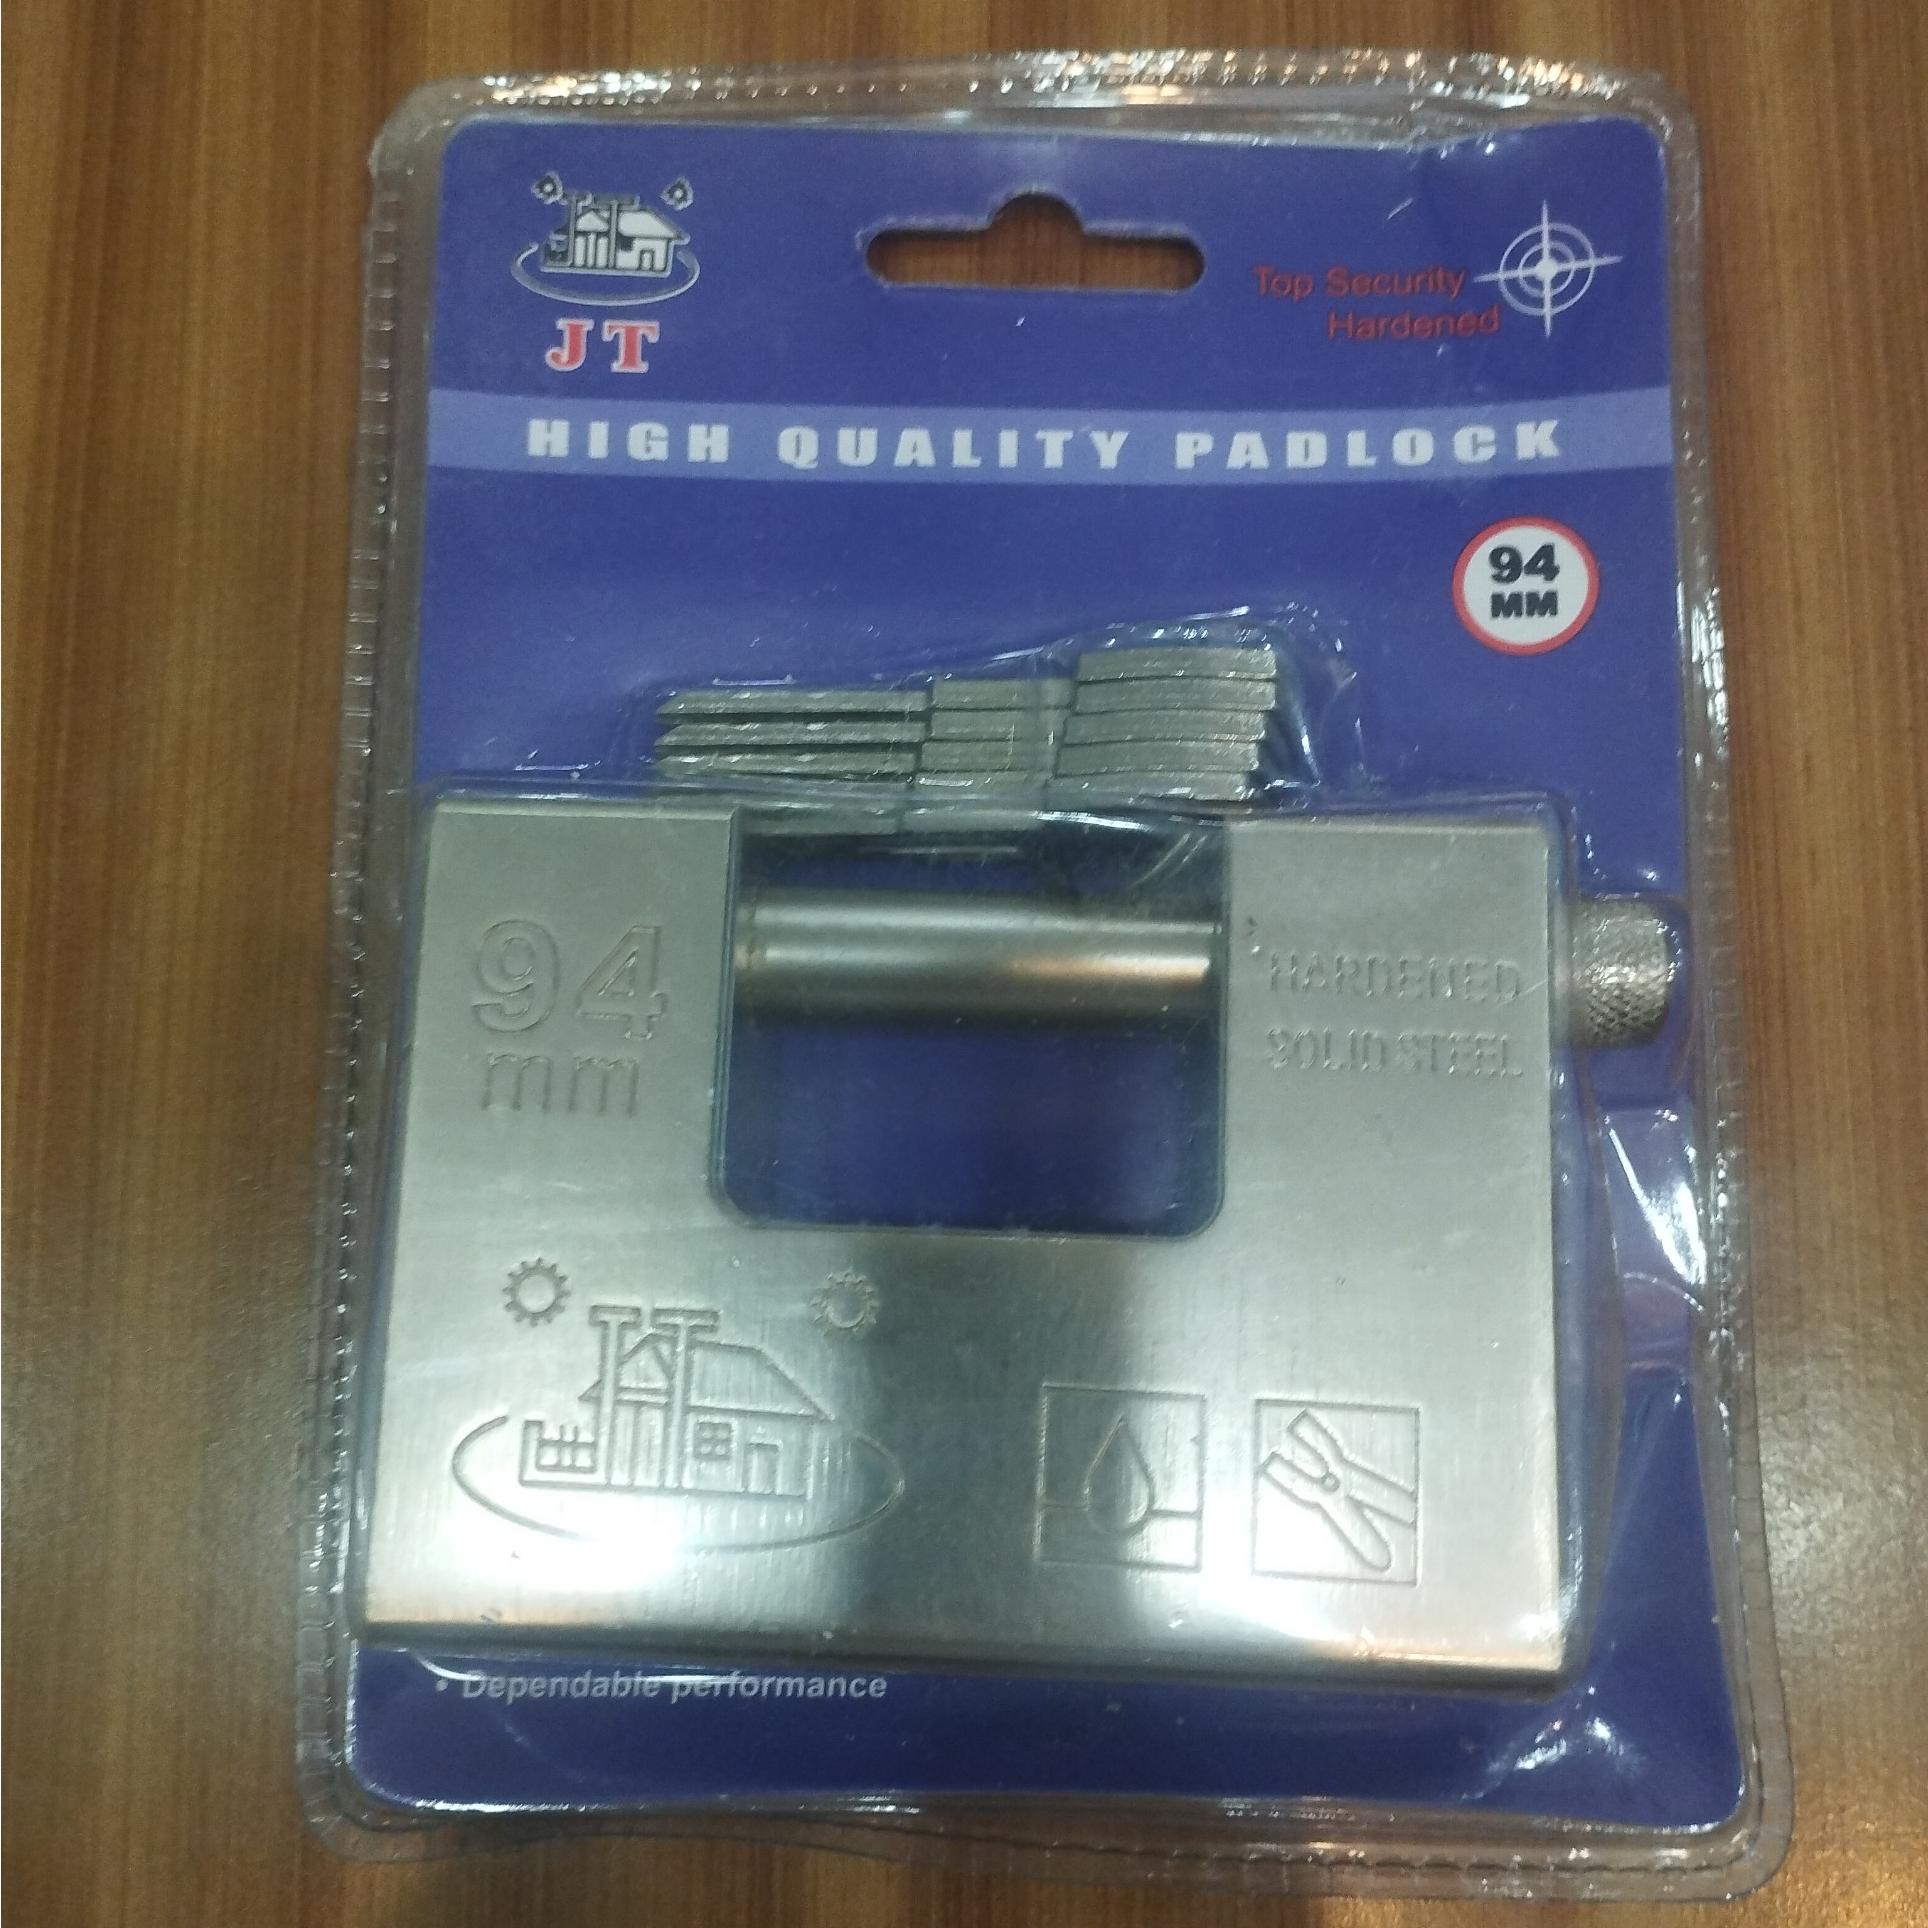 JT
Top Security
Hardened
HIGH QUALITY PADLOCK
94
MM
94
mm
HARDENED
SOLID STEEL
• Dependable performance